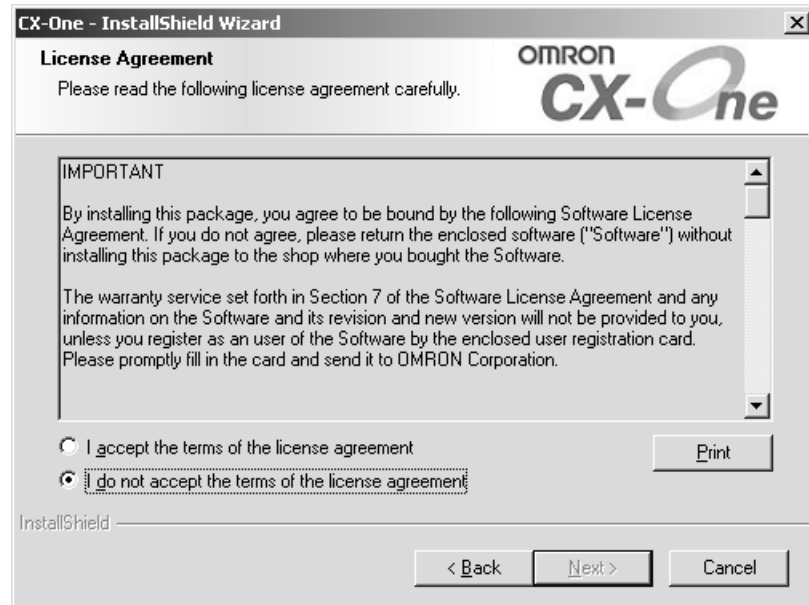 CX-One - InstallShield Wizard
License Agreement
Please read the following license agreement carefully.
OMRON
CX-One
IMPORTANT
By installing this package, you agree to be bound by the following Software License
Agreement. If you do not agree, please return the enclosed software ("Software") without
installing this package to the shop where you bought the Software.
The warranty service set forth in Section 7 of the Software License Agreement and any
information on the Software and its revision and new version will not be provided to you,
unless you register as an user of the Software by the enclosed user registration card.
Please promptly fill in the card and send it to OMRON Corporation.
I accept the terms of the license agreement
Print
I do not accept the terms of the license agreement
InstallShield
< Back
Next >
Cancel